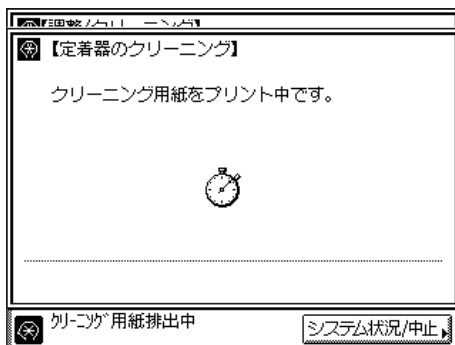 【定着器のクリーニング】
クリーニング用紙をプリント中です。
ｸﾘｰﾆﾝｸﾞ用紙排出中
システム状況/中止